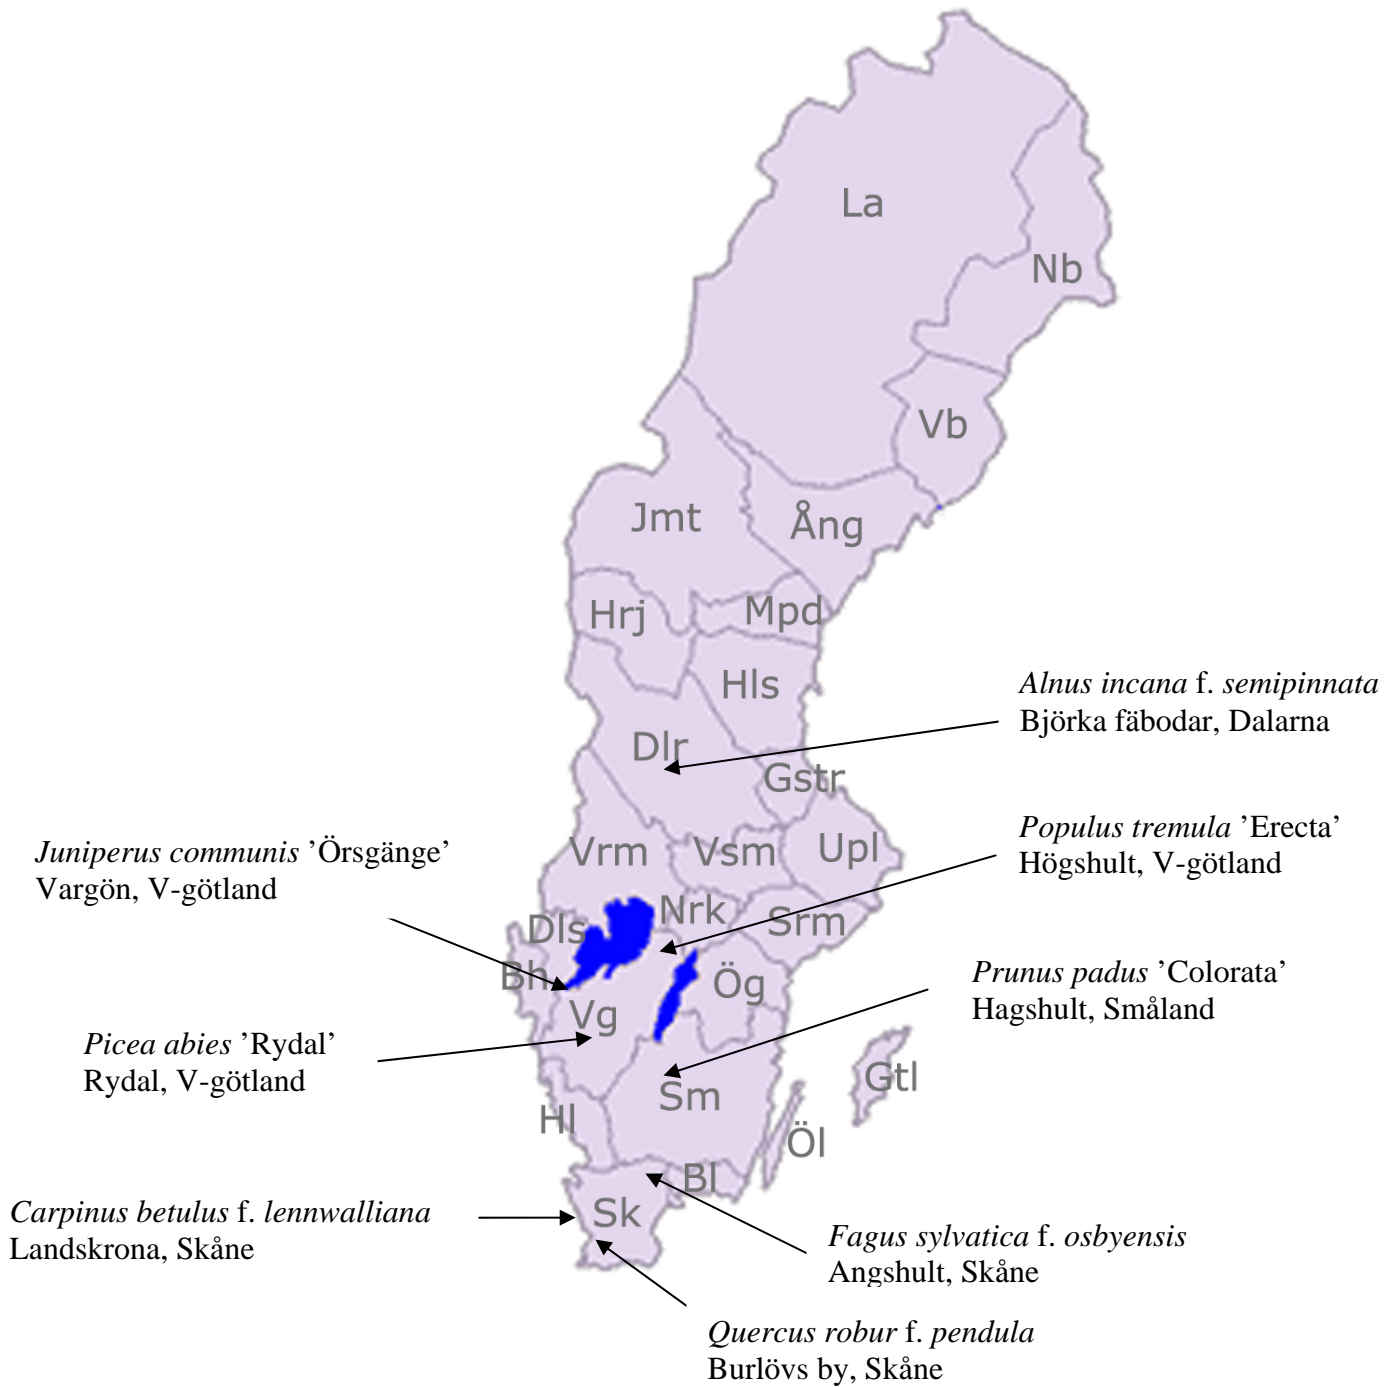 La
Nb
Vb
Jmt
Ång
Hrj
Mpd
Hls
Dlr
Gstr
Vrm
Vsm
Upl
Dls
Nrk
Srm
Bh
Ög
Vg
Sm
Gtl
Hl
Öl
Bl
Sk
Alnus incana f. semipinnata
Björka fäbodar, Dalarna
Populus tremula ’Erecta’
Högshult, V-götland
Juniperus communis ’Örsgänge’
Vargön, V-götland
Prunus padus ’Colorata’
Hagshult, Småland
Picea abies ’Rydal’
Rydal, V-götland
Carpinus betulus f. lennwalliana
Landskrona, Skåne
Fagus sylvatica f. osbyensis
Angshult, Skåne
Quercus robur f. pendula
Burlövs by, Skåne